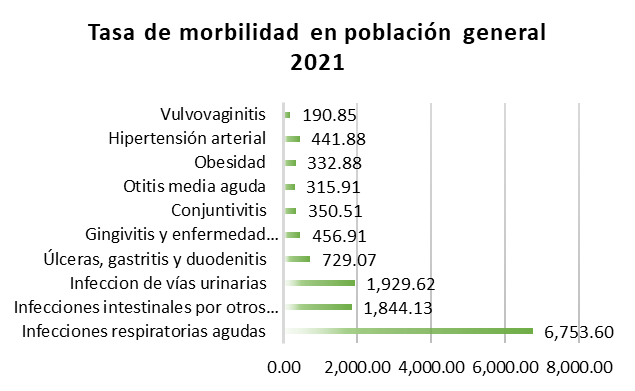 Tasa de morbilidad en población general
2021
Vulvovaginitis 190.85
Hipertensión arterial 441.88
Obesidad 332.88
Otitis media aguda 315.91
Conjuntivitis 350.51
Gingivitis y enfermedad... 456.91
Úlceras, gastritis y duodenitis 729.07
Infeccion de vías urinarias 1,929.62
Infecciones intestinales por otros... 1,844.13
Infecciones respiratorias agudas 6,753.60
0.00 2,000.00 4,000.00 6,000.00 8,000.00